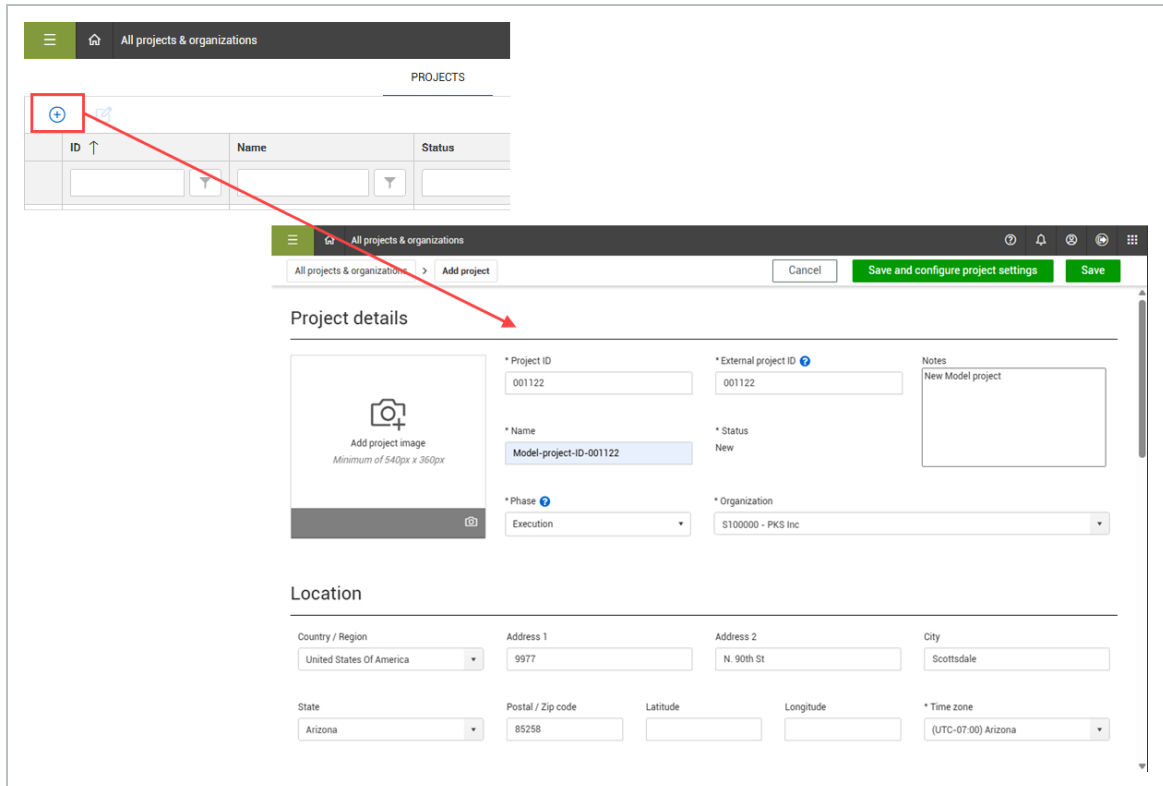 All projects & organizations
PROJECTS
ID ↑ Name Status
All projects & organizations
All projects & organizations > Add project Cancel Save and configure project settings Save
Project details
* Project ID * External project ID ? Notes
001122 001122 New Model project
Add project image
Minimum of 540px x 360px
* Name * Status
Model-project-ID-001122 New
* Phase ? * Organization
Execution S100000 - PKS Inc
Location
Country / Region Address 1 Address 2 City
United States Of America 9977 N. 90th St Scottsdale
State Postal / Zip code Latitude Longitude * Time zone
Arizona 85258 (UTC-07:00) Arizona